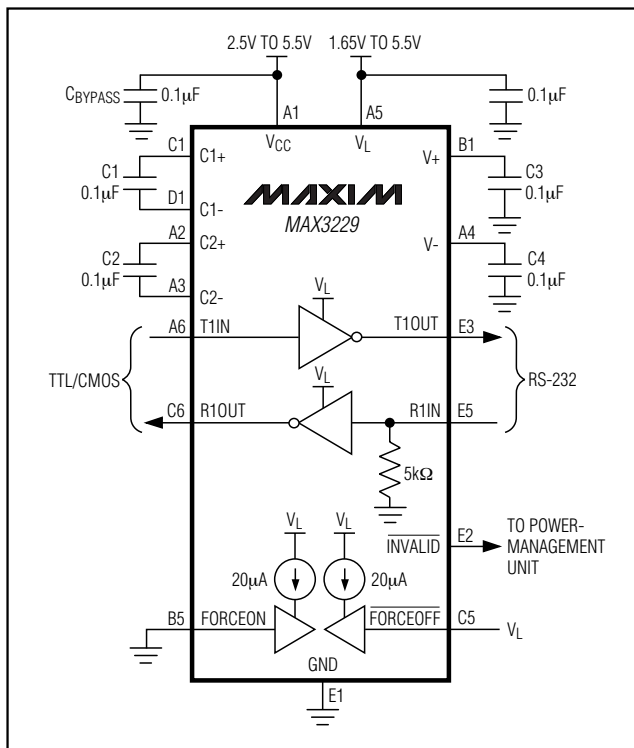 2.5V TO 5.5V 1.65V TO 5.5V
CBYPASS 0.1µF 0.1µF
A1 A5
VCC VL
C1 C1+ V+ B1
C1 0.1µF C3 0.1µF
D1 C1-
MAXIM
MAX3229
A2 C2+ V- A4
C2 0.1µF C4 0.1µF
A3 C2-
VL
A6 T1IN T1OUT E3
TTL/CMOS RS-232
VL
C6 R1OUT R1IN E5
5kΩ
INVALID E2 TO POWER-
MANAGEMENT
UNIT
VL VL
20µA 20µA
B5 FORCEON FORCEOFF C5 VL
GND
E1